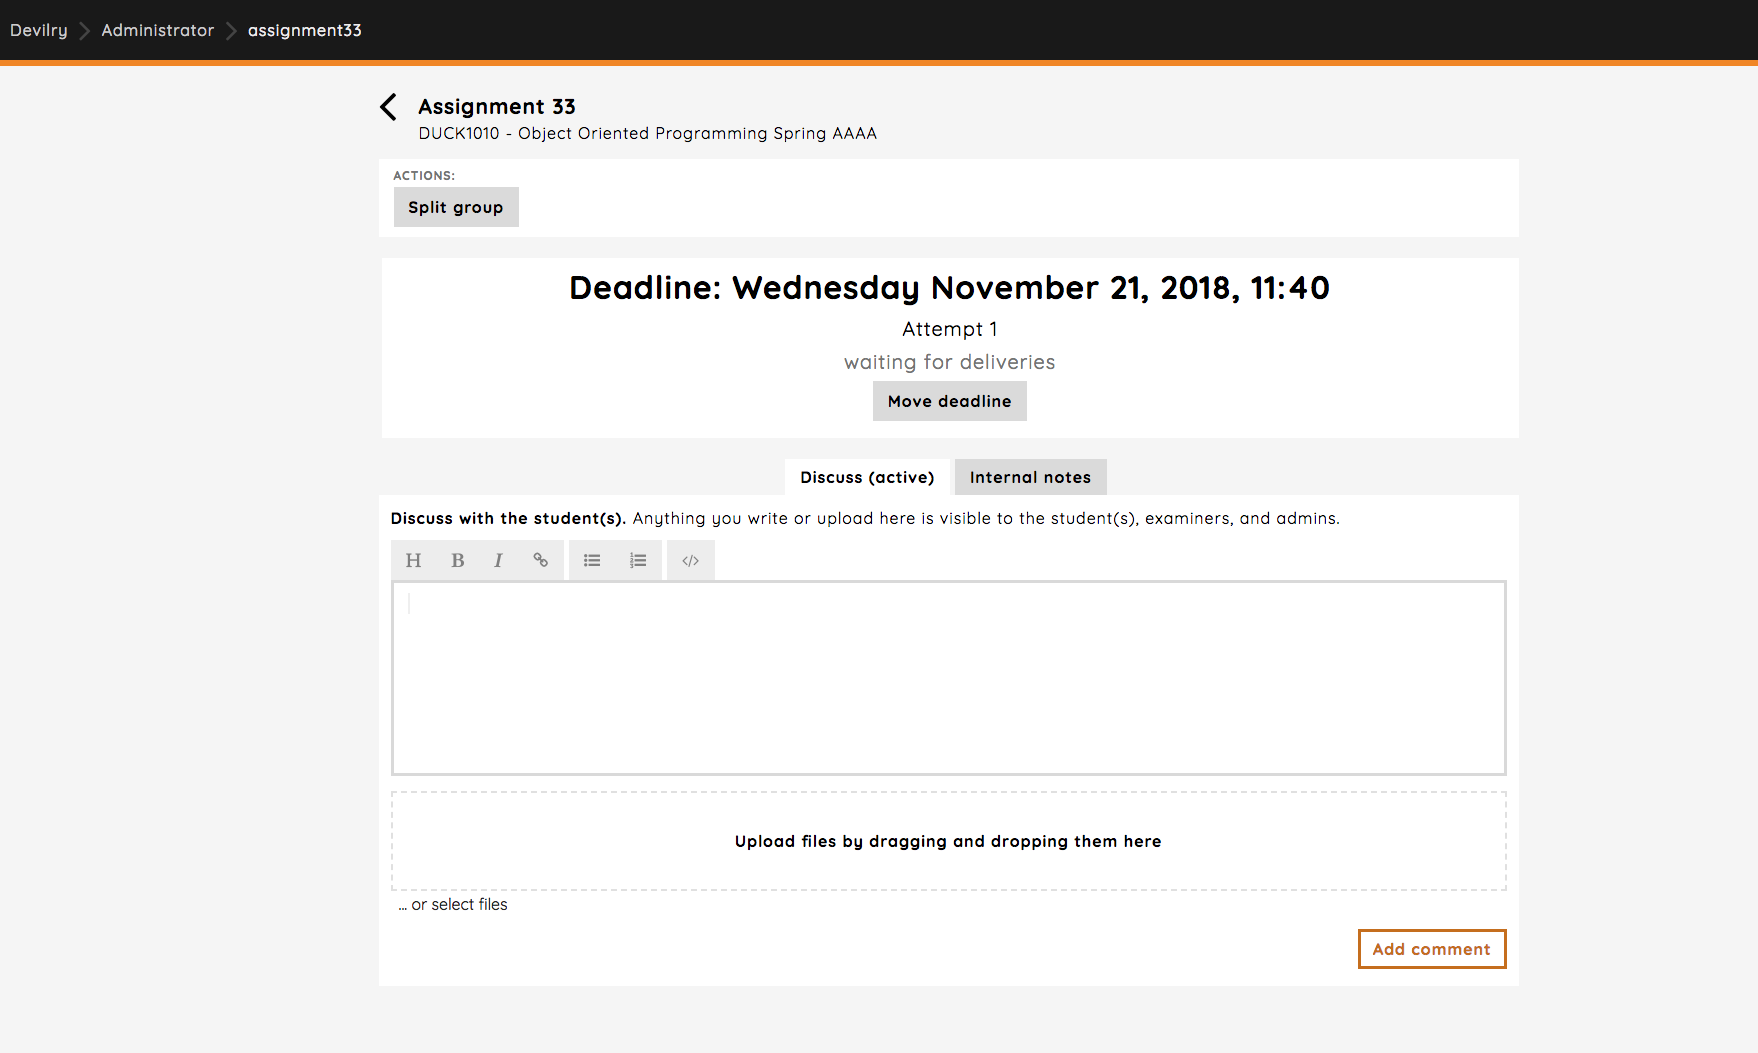 Devilry Administrator assignment33
Assignment 33
DUCK1010 - Object Oriented Programming Spring AAAA
ACTIONS:
Split group
Deadline: Wednesday November 21, 2018, 11:40
Attempt 1
waiting for deliveries
Move deadline
Discuss (active) Internal notes
Discuss with the student(s). Anything you write or upload here is visible to the student(s), examiners, and admins.
H B I </>
Upload files by dragging and dropping them here
... or select files
Add comment